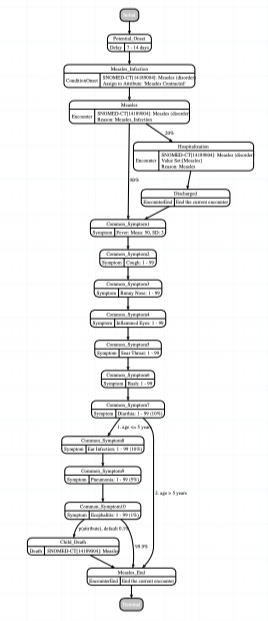 Initial
Potential_Onset
Delay 7 - 14 days
Measles_Infection
ConditionOnset SNOMED-CT[14189004]: Measles (disorder
Assign to Attribute 'Measles Contracted'
Measles
Encounter SNOMED-CT[14189004]: Measles (disorder
Reason: Measles_Infection
20%
Hospitalization
Encounter SNOMED-CT[14189004]: Measles (disorder
Value Set [Measles]
Reason: Measles
80%
Discharged
EncounterEnd End the current encounter
Common_Symptom1
Symptom Fever: Mean: 50, SD: 5
Common_Symptom2
Symptom Cough: 1 - 99
Common_Symptom3
Symptom Runny Nose: 1 - 99
Common_Symptom4
Symptom Inflamed Eyes: 1 - 99
Common_Symptom5
Symptom Sore Throat: 1 - 99
Common_Symptom6
Symptom Rash: 1 - 99
Common_Symptom7
Symptom Diarrhia: 1 - 99 (10%)
1. age <= 5 year
Common_Symptom8
Symptom Ear Infection: 1 - 99 (10%)
Common_Symptom9
Symptom Pneumonia: 1 - 99 (5%)
2. age > 5 years
Common_Symptom10
Symptom Encphalitis: 1 - 99 (1%)
default 0.1%
99.9%
Child_Death
Death SNOMED-CT[14189004]: Measles
Measles_End
EncounterEnd End the current encounter
Terminal